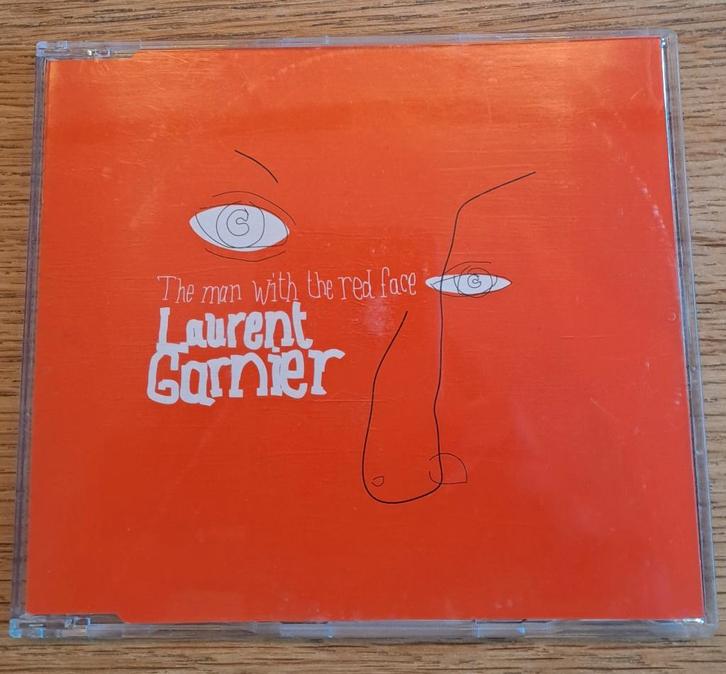 The man with the red face
Laurent
Garnier